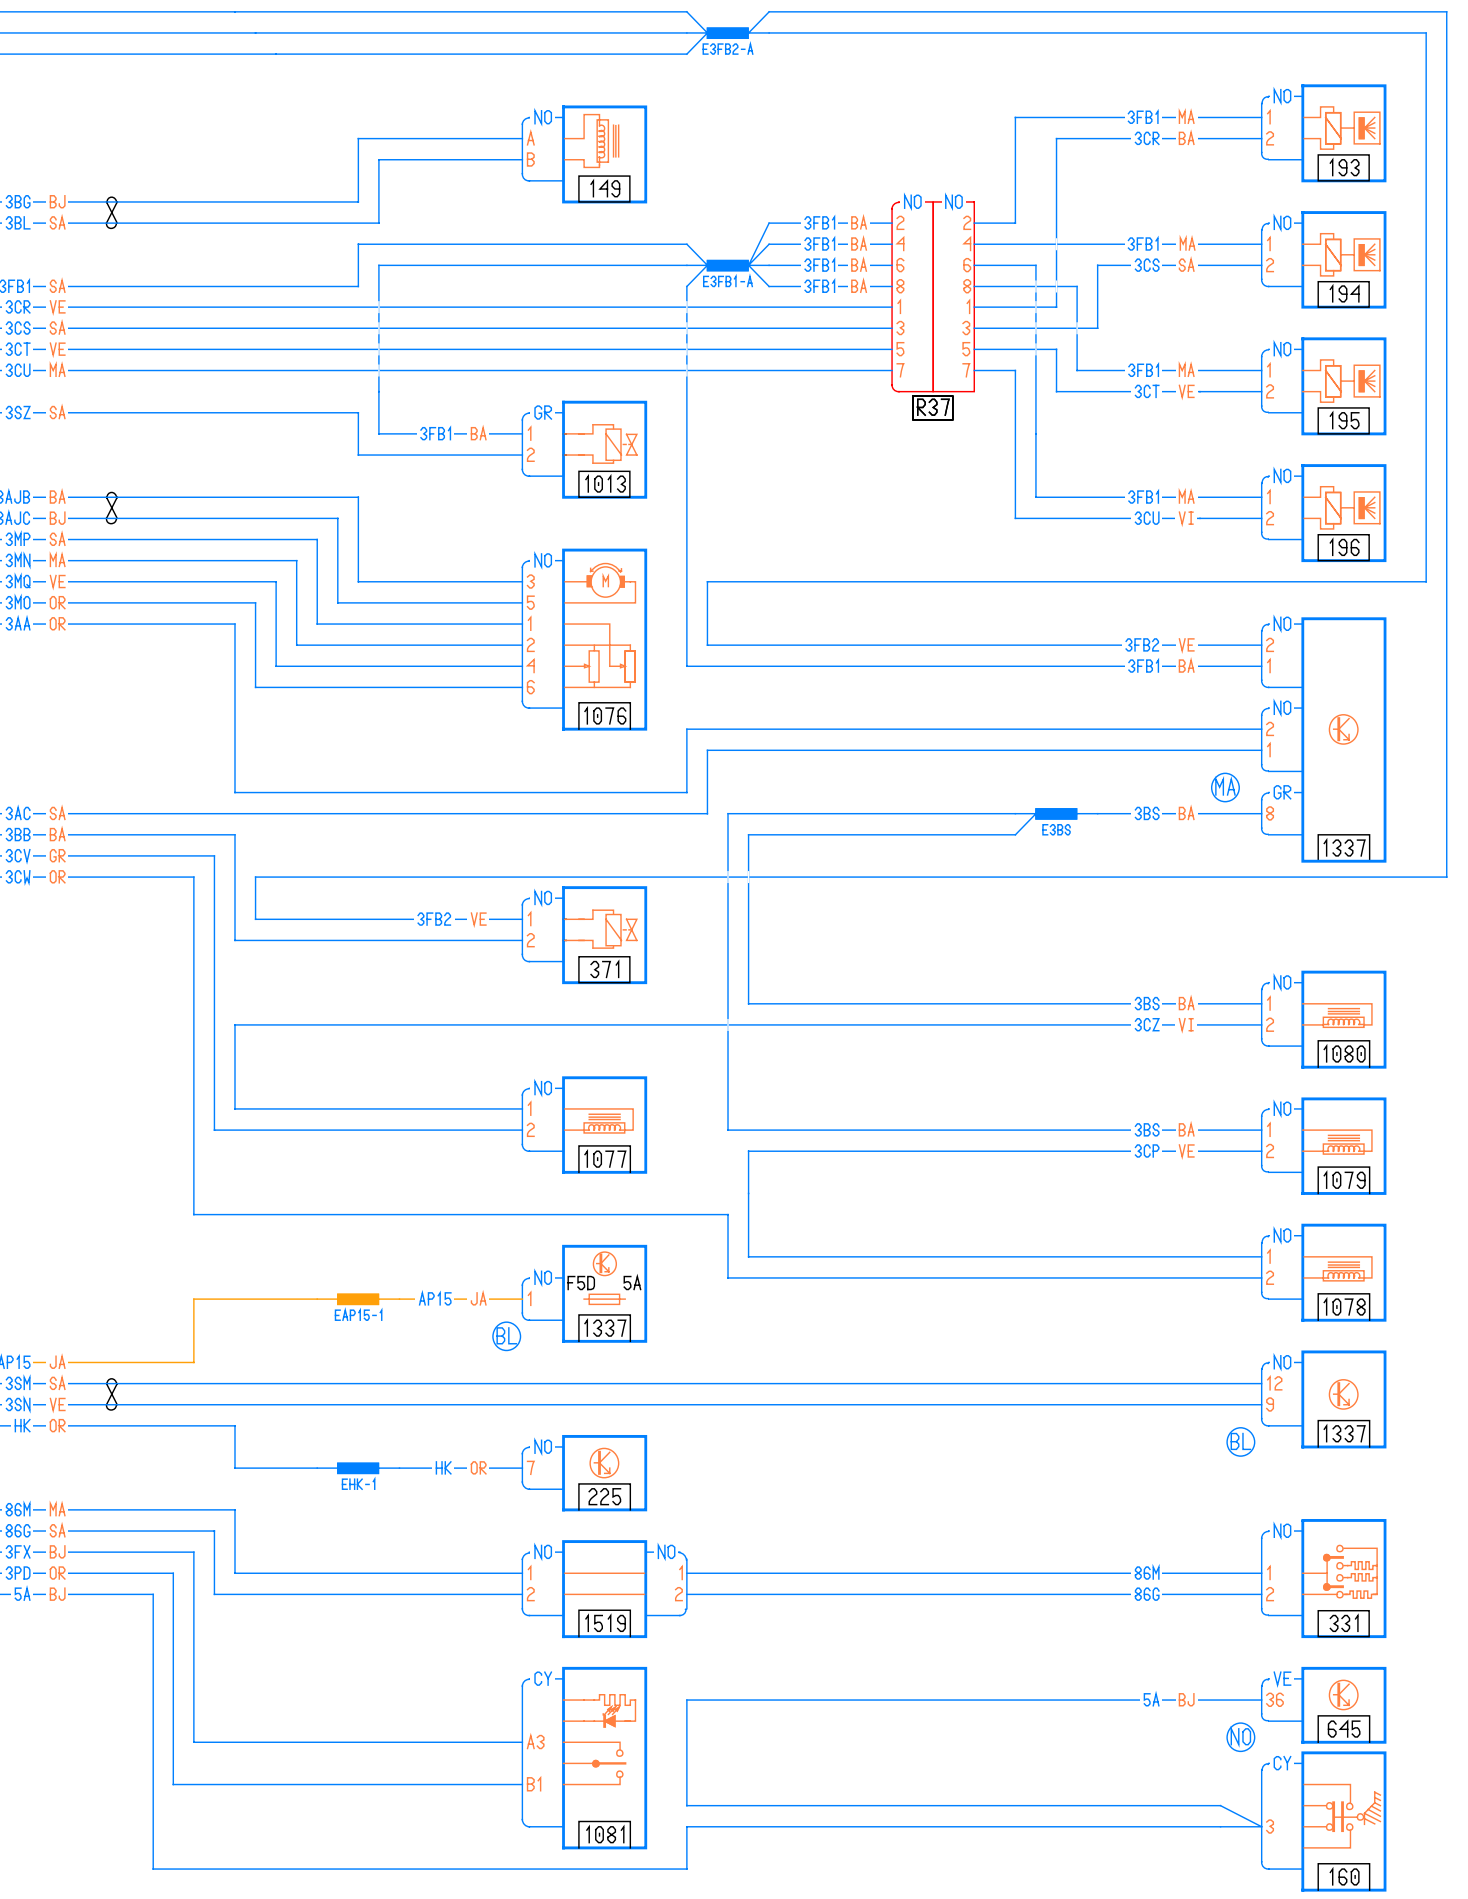 E3FB2-A
NO
A
B
149
NO
3FB1 MA 1
3CR BA 2
193
3BG BJ
3BL SA
NO NO
3FB1 BA 2 2
3FB1 BA 4 4
3FB1 BA 6 6
3FB1 BA 8 8
1 1
3 3
5 5
7 7
R37
E3FB1-A
NO
3FB1 MA 1
3CS SA 2
194
3FB1 SA
3CR VE
3CS SA
3CT VE
3CU MA
3SZ SA
NO
3FB1 MA 1
3CT VE 2
195
GR
3FB1 BA 1
2
1013
NO
3FB1 MA 1
3CU VI 2
196
3AJB BA
3AJC BJ
3MP SA
3MN MA
3MQ VE
3MO OR
3AA OR
NO
3
5
1
2
4
6
M
1076
NO
3FB2 VE 2
3FB1 BA 1
NO
2
1
MA
GR
E3BS
3BS BA 8
1337
3AC SA
3BB BA
3CV GR
3CW OR
NO
3FB2 VE 1
2
371
NO
3BS BA 1
3CZ VI 2
1080
NO
1
2
1077
NO
3BS BA 1
3CP VE 2
1079
NO
1
2
1078
NO
F5D 5A
EAP15-1
AP15 JA 1
1337
BL
AP15 JA
3SM SA
3SN VE
HK OR
NO
12
9
1337
BL
NO
EHK-1
HK OR 7
225
86M MA
86G SA
3FX BJ
3PD OR
5A BJ
NO NO
1 1
2 2
1519
NO
86M 1
86G 2
331
CY
A3
B1
1081
VE
5A BJ 36
645
NO
CY
3
160